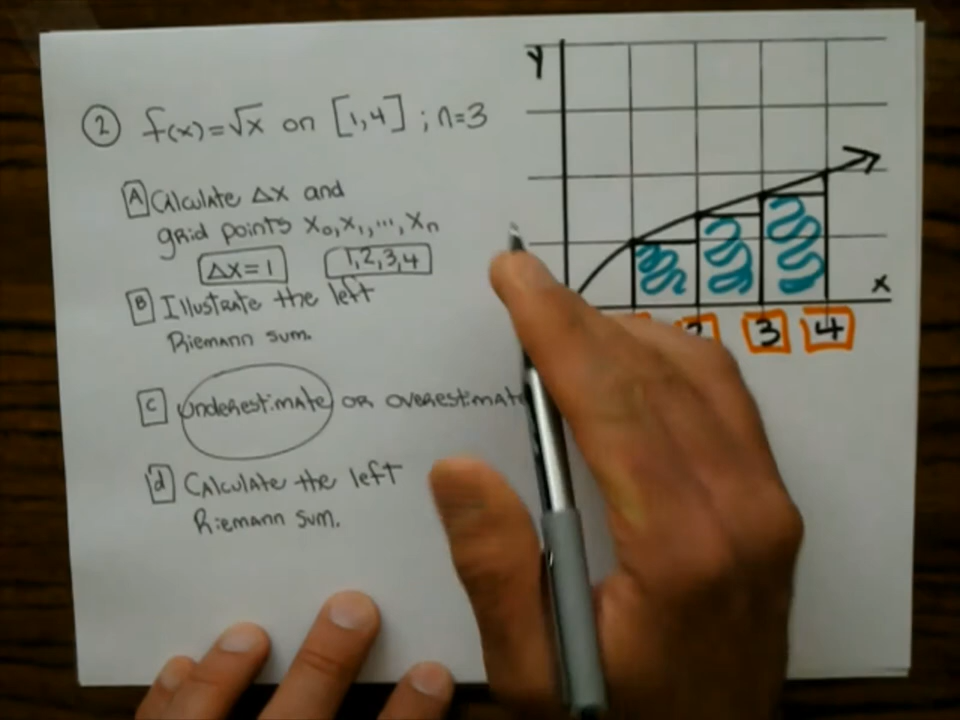 2 f(x)=√x on [1,4] ; n=3
A Calculate Δx and
grid points x₀,x₁,...,xₙ
Δx=1 1,2,3,4
B Illustrate the left
Riemann sum.
c underestimate or overestimate
d Calculate the left
Riemann sum.
y
x
3 4